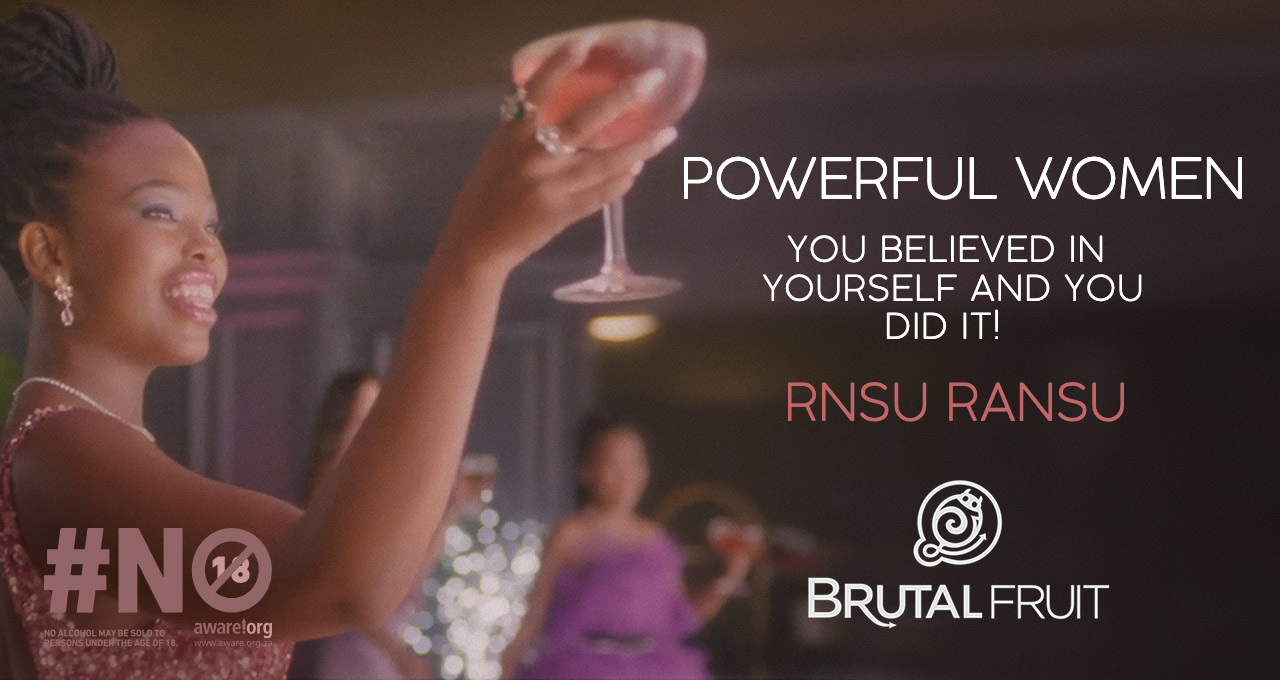 POWERFUL WOMEN
YOU BELIEVED IN
YOURSELF AND YOU
DID IT!
RNSU RANSU
BRUTAL FRUIT
#NO
18
NO ALCOHOL MAY BE SOLD TO
PERSONS UNDER THE AGE OF 18.
aware!org
www.aware.org.za